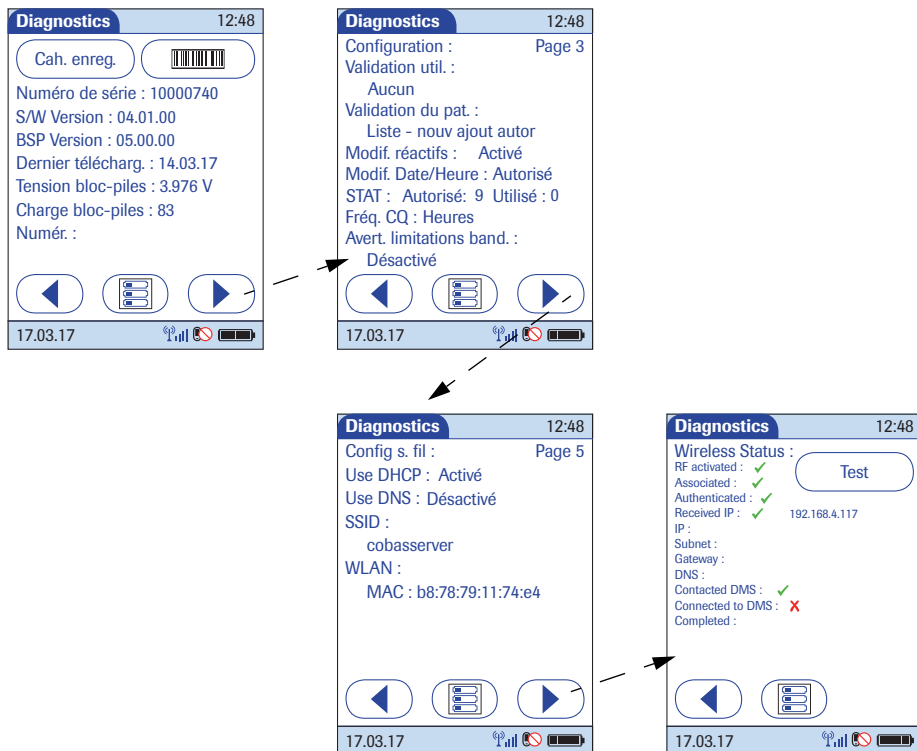 Diagnostics 12:48
Cah. enreg.
Numéro de série : 10000740
S/W Version : 04.01.00
BSP Version : 05.00.00
Dernier télécharg. : 14.03.17
Tension bloc-piles : 3.976 V
Charge bloc-piles : 83
Numér. :
17.03.17
Diagnostics 12:48
Configuration : Page 3
Validation util. :
Aucun
Validation du pat. :
Liste - nouv ajout autor
Modif. réactifs : Activé
Modif. Date/Heure : Autorisé
STAT : Autorisé: 9 Utilisé : 0
Fréq. CQ : Heures
Avert. limitations band. :
Désactivé
17.03.17
Diagnostics 12:48
Config s. fil : Page 5
Use DHCP : Activé
Use DNS : Désactivé
SSID :
cobasserver
WLAN :
MAC : b8:78:79:11:74:e4
17.03.17
Diagnostics 12:48
Wireless Status :
Test
RF activated :
Associated :
Authenticated :
Received IP : 192.168.4.117
IP :
Subnet :
Gateway :
DNS :
Contacted DMS :
Connected to DMS :
Completed :
17.03.17